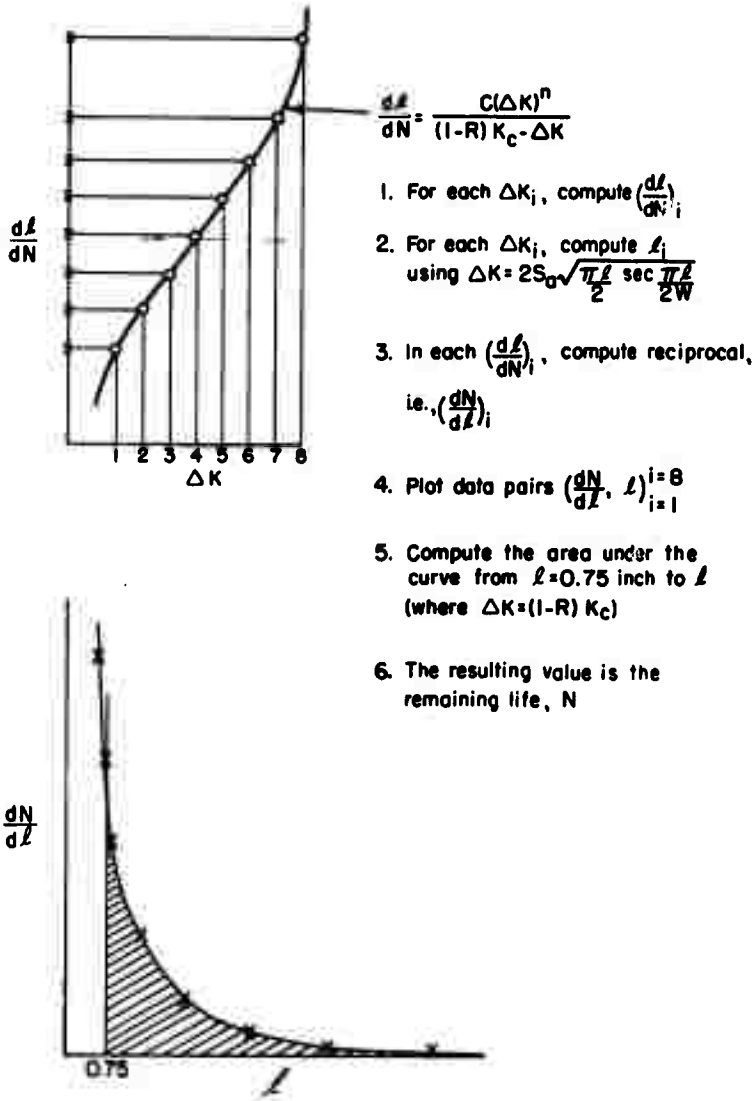 dℓ/dN
1 2 3 4 5 6 7 8
ΔK
dℓ/dN = C(ΔK)ⁿ / (1-R) K_c - ΔK
1. For each ΔK_i, compute (dℓ/dN)_i
2. For each ΔK_i, compute ℓ_i
using ΔK = 2S_a √(πℓ/2 sec πℓ/2W)
3. In each (dℓ/dN)_i, compute reciprocal,
i.e., (dN/dℓ)_i
4. Plot data pairs (dN/dℓ, ℓ) i=8 i=1
5. Compute the area under the
curve from ℓ=0.75 inch to ℓ
(where ΔK=(1-R) K_c)
6. The resulting value is the
remaining life, N
dN/dℓ
0.75
ℓ